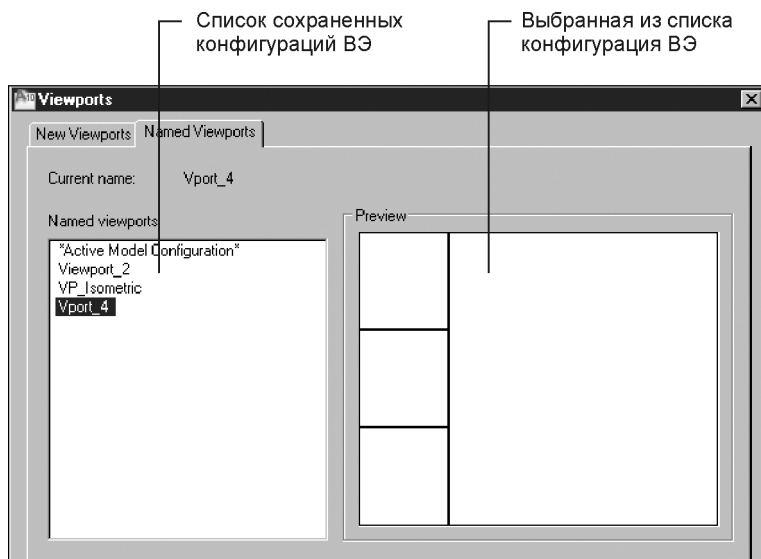 Список сохраненных
конфигураций ВЭ
Выбранная из списка
конфигурация ВЭ
Viewports
New Viewports
Named Viewports
Current name:
Vport_4
Named viewports
Preview
*Active Model Configuration*
Viewport_2
VP_Isometric
Vport_4